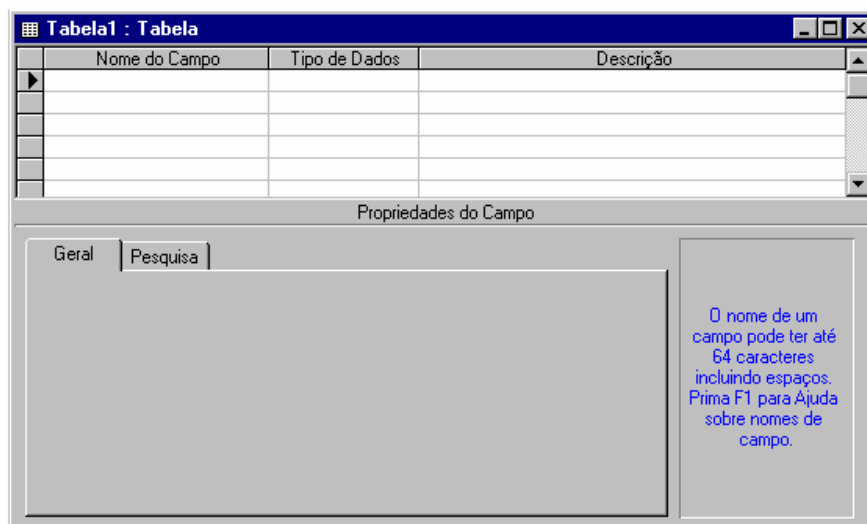 Tabela1 : Tabela
Nome do Campo Tipo de Dados Descrição
Propriedades do Campo
Geral Pesquisa
O nome de um
campo pode ter até
64 caracteres
incluindo espaços.
Prima F1 para Ajuda
sobre nomes de
campo.